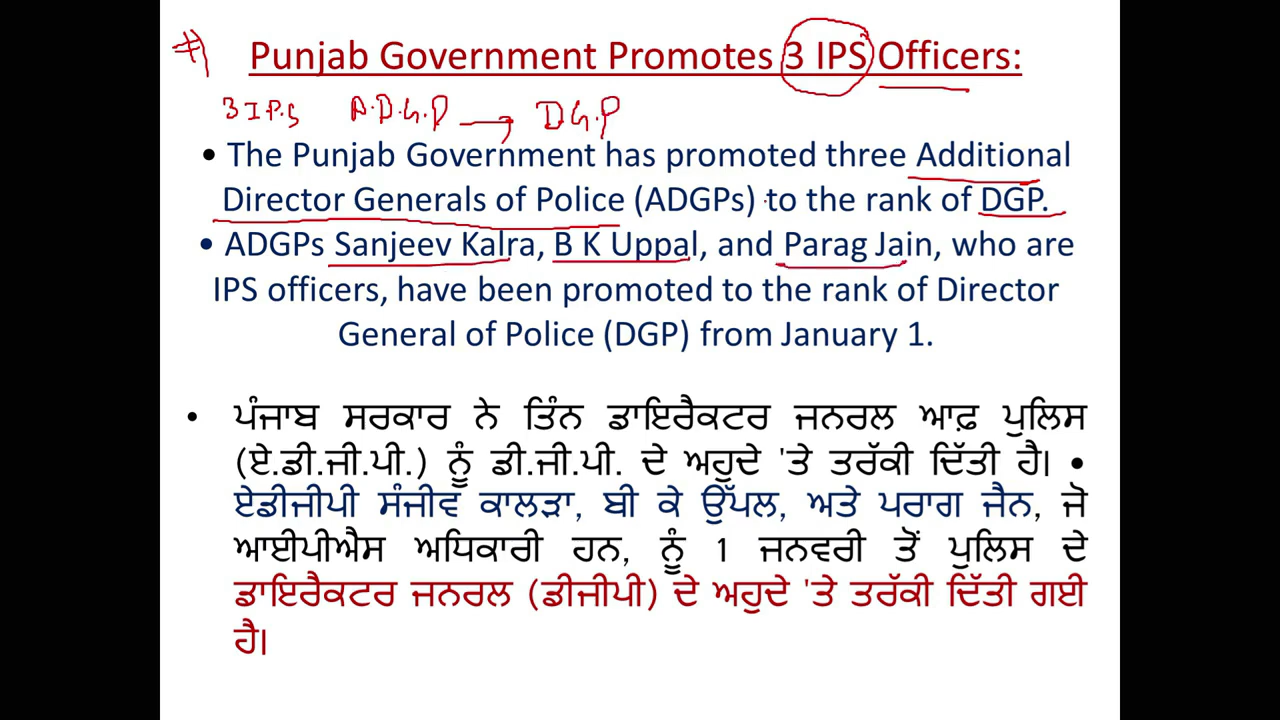 # Punjab Government Promotes 3 IPS Officers:
3 I.P.S A.D.G.P → D.G.P
• The Punjab Government has promoted three Additional
Director Generals of Police (ADGPs) to the rank of DGP.
• ADGPs Sanjeev Kalra, B K Uppal, and Parag Jain, who are
IPS officers, have been promoted to the rank of Director
General of Police (DGP) from January 1.
• ਪੰਜਾਬ ਸਰਕਾਰ ਨੇ ਤਿੰਨ ਡਾਇਰੈਕਟਰ ਜਨਰਲ ਆਫ਼ ਪੁਲਿਸ
(ਏ.ਡੀ.ਜੀ.ਪੀ.) ਨੂੰ ਡੀ.ਜੀ.ਪੀ. ਦੇ ਅਹੁਦੇ 'ਤੇ ਤਰੱਕੀ ਦਿੱਤੀ ਹੈ। •
ਏਡੀਜੀਪੀ ਸੰਜੀਵ ਕਾਲੜਾ, ਬੀ ਕੇ ਉੱਪਲ, ਅਤੇ ਪਰਾਗ ਜੈਨ, ਜੋ
ਆਈਪੀਐਸ ਅਧਿਕਾਰੀ ਹਨ, ਨੂੰ 1 ਜਨਵਰੀ ਤੋਂ ਪੁਲਿਸ ਦੇ
ਡਾਇਰੈਕਟਰ ਜਨਰਲ (ਡੀਜੀਪੀ) ਦੇ ਅਹੁਦੇ 'ਤੇ ਤਰੱਕੀ ਦਿੱਤੀ ਗਈ
ਹੈ।